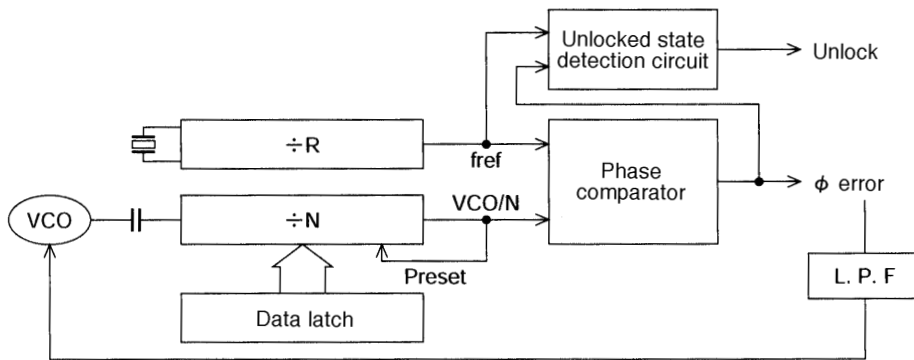 Unlocked state
detection circuit
Unlock
÷R
fref
Phase
comparator
ϕ error
VCO
÷N
VCO/N
Preset
L. P. F
Data latch